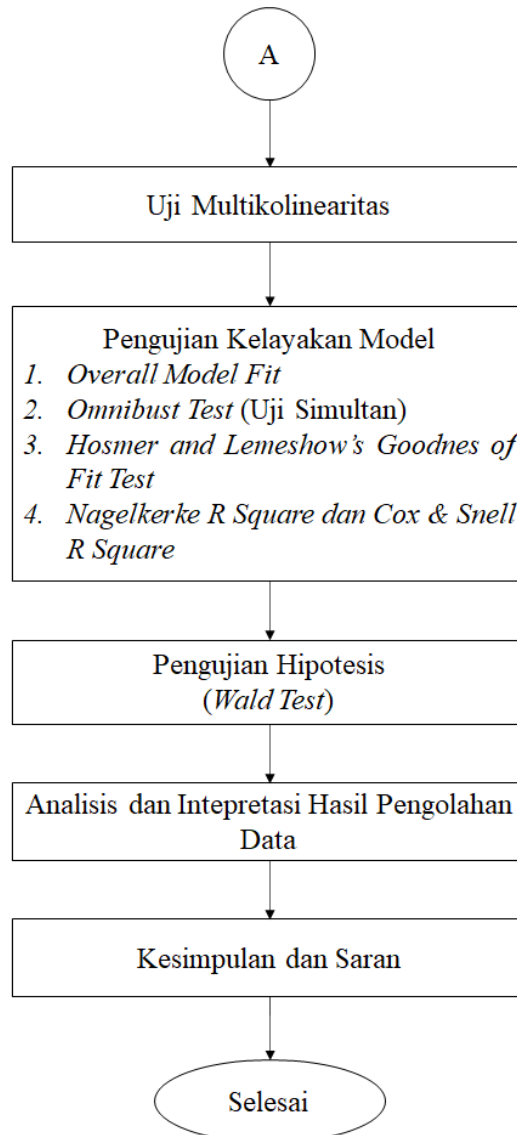 A
Uji Multikolinearitas
Pengujian Kelayakan Model
1. Overall Model Fit
2. Omnibust Test (Uji Simultan)
3. Hosmer and Lemeshow's Goodnes of
Fit Test
4. Nagelkerke R Square dan Cox & Snell
R Square
Pengujian Hipotesis
(Wald Test)
Analisis dan Intepretasi Hasil Pengolahan
Data
Kesimpulan dan Saran
Selesai